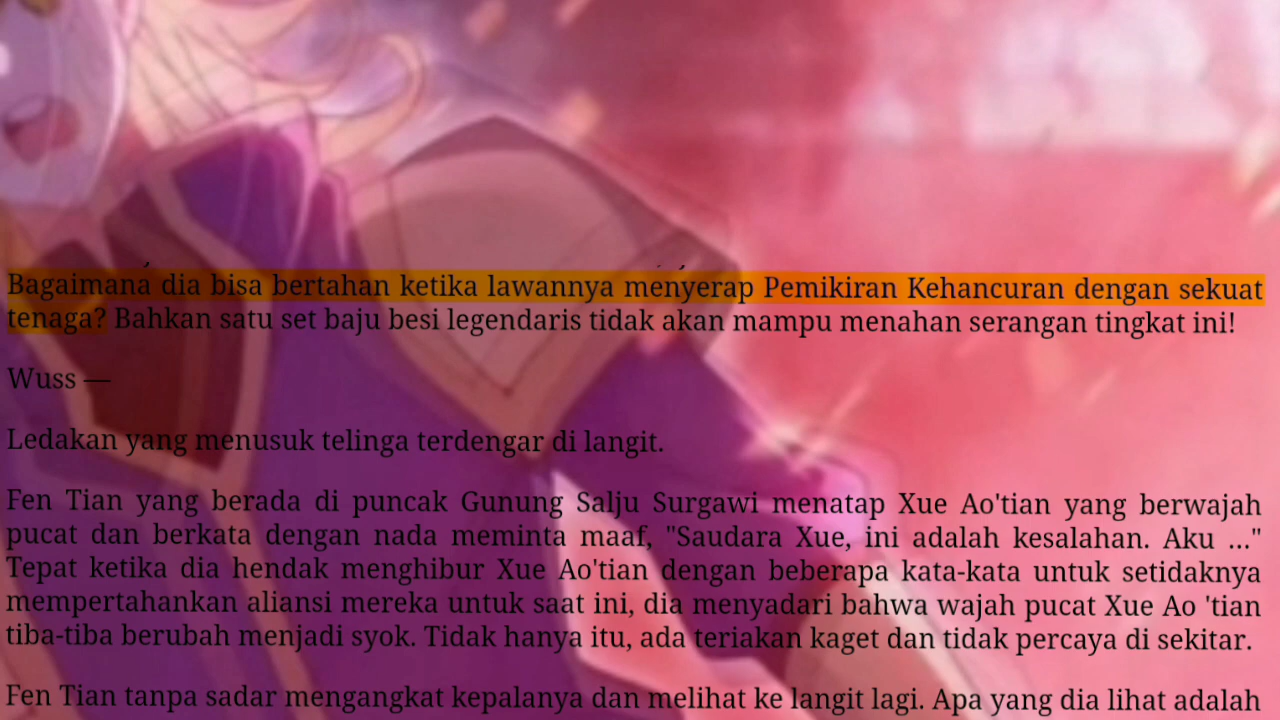 Bagaimana dia bisa bertahan ketika lawannya menyerap Pemikiran Kehancuran dengan sekuat
tenaga? Bahkan satu set baju besi legendaris tidak akan mampu menahan serangan tingkat ini!
Wuss —
Ledakan yang menusuk telinga terdengar di langit.
Fen Tian yang berada di puncak Gunung Salju Surgawi menatap Xue Ao'tian yang berwajah
pucat dan berkata dengan nada meminta maaf, "Saudara Xue, ini adalah kesalahan. Aku ..."
Tepat ketika dia hendak menghibur Xue Ao'tian dengan beberapa kata-kata untuk setidaknya
mempertahankan aliansi mereka untuk saat ini, dia menyadari bahwa wajah pucat Xue Ao 'tian
tiba-tiba berubah menjadi syok. Tidak hanya itu, ada teriakan kaget dan tidak percaya di sekitar.
Fen Tian tanpa sadar mengangkat kepalanya dan melihat ke langit lagi. Apa yang dia lihat adalah